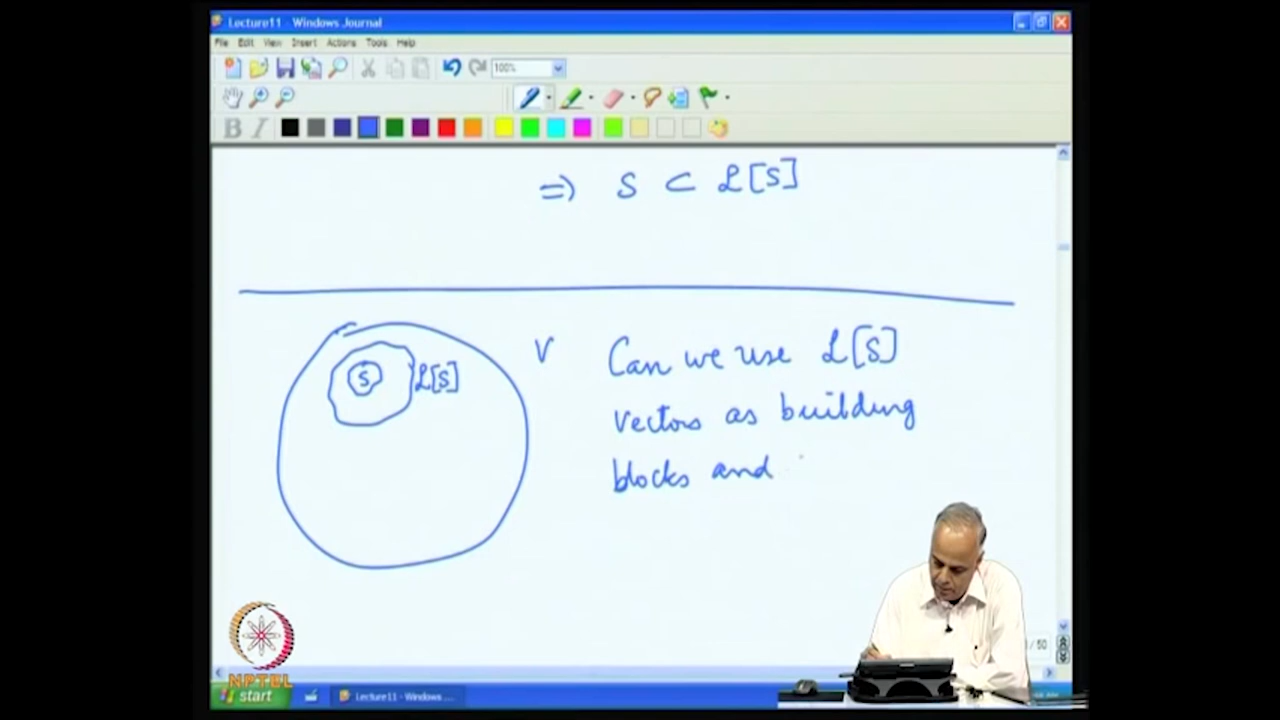 Lecture11 - Windows Journal
File Edit View Insert Actions Tools Help
100%
B I
⇒ S ⊂ L[S]
S L[S] V
Can we use L[S]
vectors as building
blocks and
/ 50
NPTEL
start Lecture11 - Windows ...